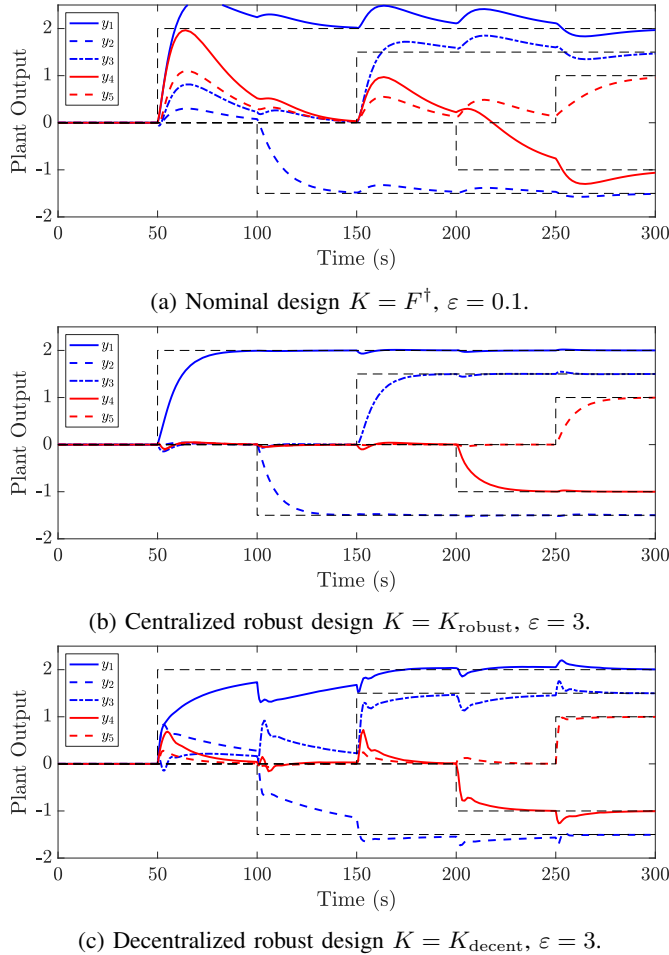 2
1
0
-1
-2
Plant Output
y1
y2
y3
y4
y5
0 50 100 150 200 250 300
Time (s)
(a) Nominal design K = F†, ε = 0.1.
2
1
0
-1
-2
Plant Output
y1
y2
y3
y4
y5
0 50 100 150 200 250 300
Time (s)
(b) Centralized robust design K = Krobust, ε = 3.
2
1
0
-1
-2
Plant Output
y1
y2
y3
y4
y5
0 50 100 150 200 250 300
Time (s)
(c) Decentralized robust design K = Kdecent, ε = 3.